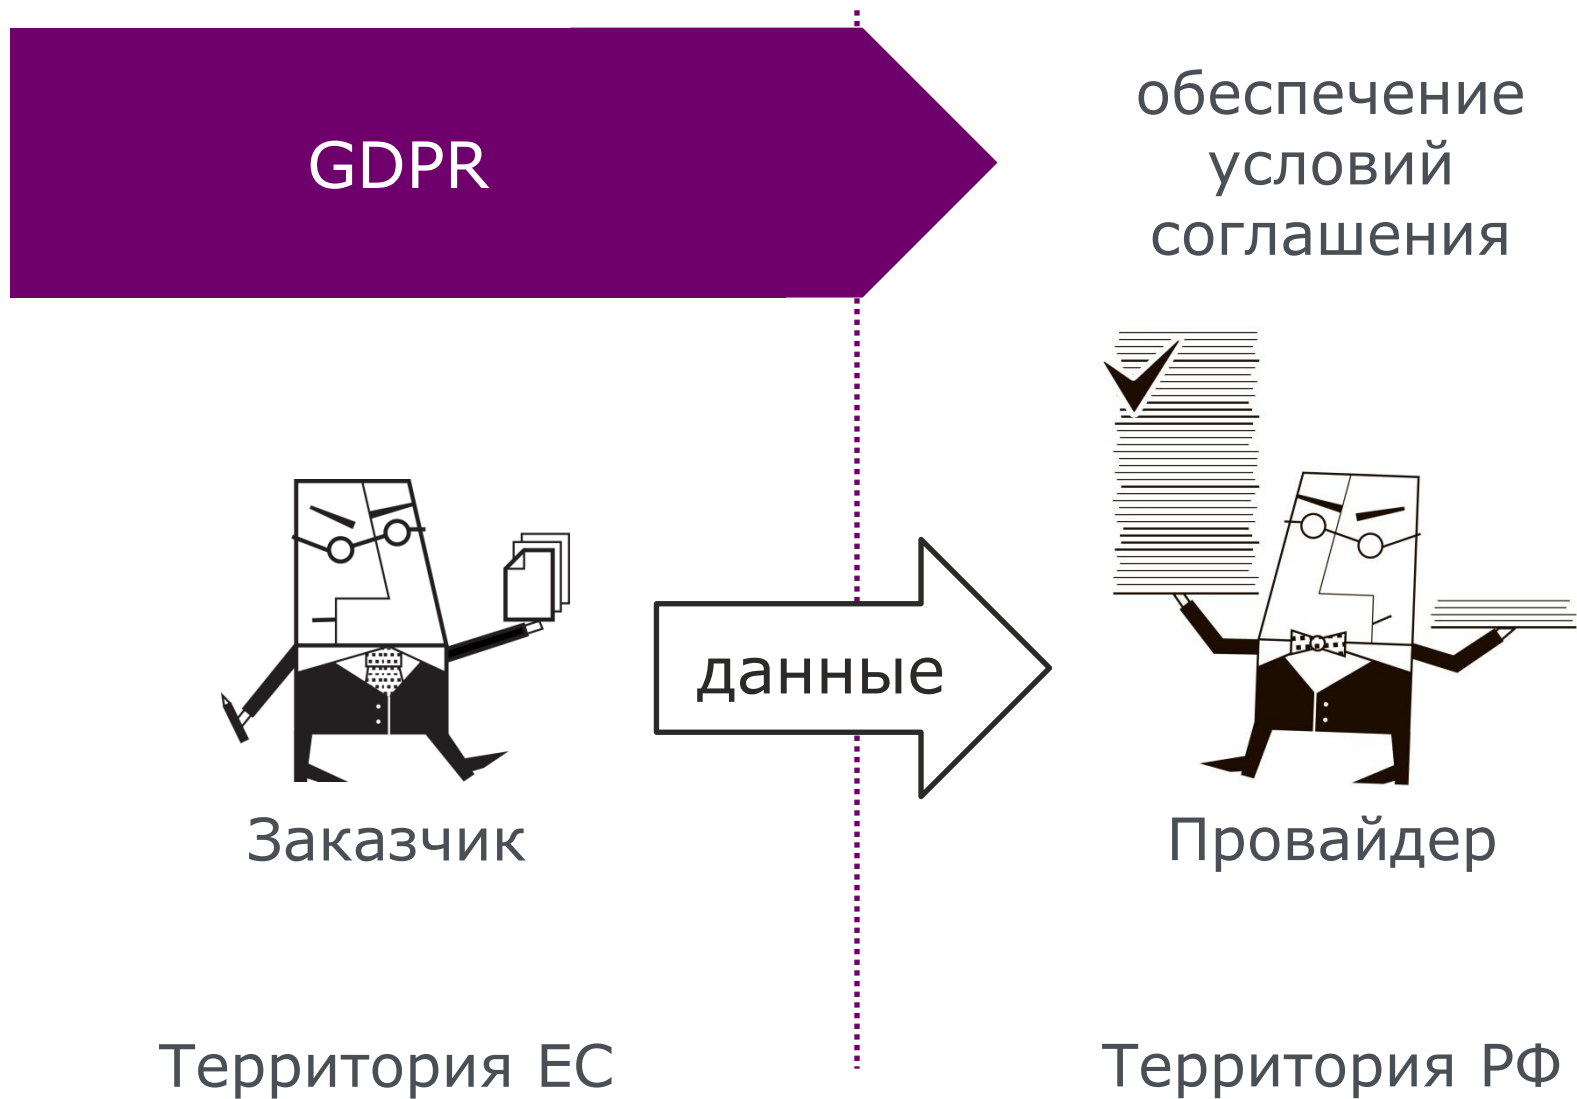 GDPR
обеспечение
условий
соглашения
данные
Заказчик
Провайдер
Территория ЕС
Территория РФ